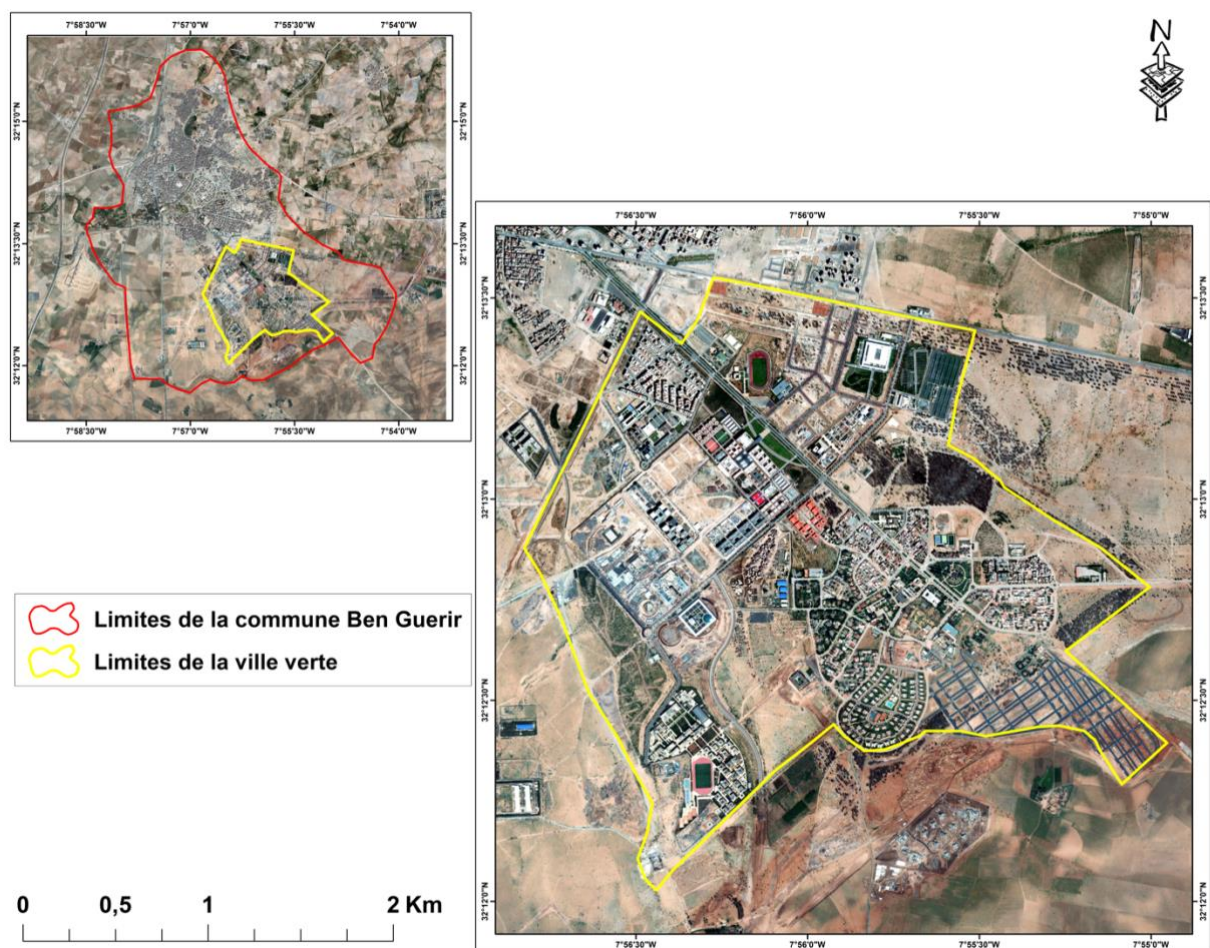 7°58'30"W 7°57'0"W 7°55'30"W 7°54'0"W
32°15'0"N 32°15'0"N
32°13'30"N 32°13'30"N
32°12'0"N 32°12'0"N
7°58'30"W 7°57'0"W 7°55'30"W 7°54'0"W
N
7°56'30"W 7°56'0"W 7°55'30"W 7°55'0"W
32°13'30"N 32°13'30"N
32°13'0"N 32°13'0"N
32°12'30"N 32°12'30"N
32°12'0"N 32°12'0"N
7°56'30"W 7°56'0"W 7°55'30"W 7°55'0"W
Limites de la commune Ben Guerir
Limites de la ville verte
0 0,5 1 2 Km